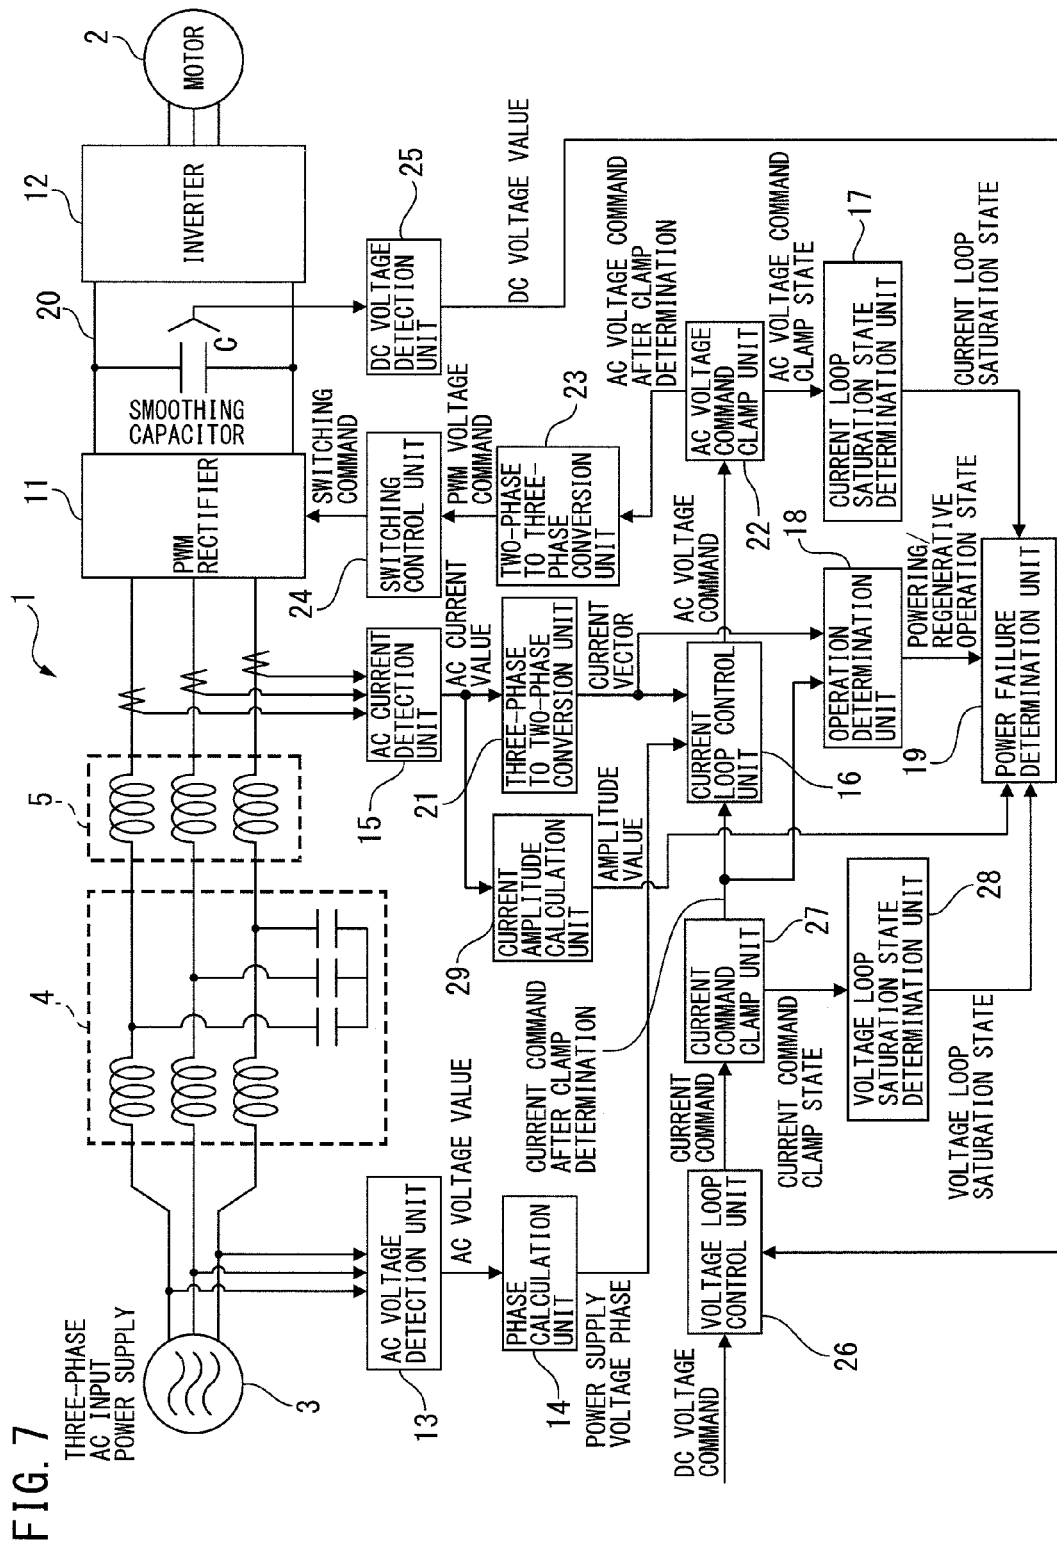 FIG. 7
THREE-PHASE
AC INPUT
POWER SUPPLY
3
4
5
1
11
PWM
RECTIFIER
SMOOTHING
CAPACITOR
C
20
12
INVERTER
2
MOTOR
13
AC VOLTAGE
DETECTION UNIT
AC VOLTAGE VALUE
14
PHASE
CALCULATION
UNIT
POWER SUPPLY
VOLTAGE PHASE
15
AC CURRENT
DETECTION
UNIT
AC CURRENT
VALUE
24
SWITCHING
CONTROL UNIT
SWITCHING
COMMAND
PWM VOLTAGE
COMMAND
DC VOLTAGE
DETECTION
UNIT
25
DC VOLTAGE VALUE
21
THREE-PHASE
TO TWO-PHASE
CONVERSION UNIT
CURRENT
VECTOR
TWO-PHASE
TO THREE-
PHASE
CONVERSION
UNIT
23
29
CURRENT
AMPLITUDE
CALCULATION
UNIT
AMPLITUDE
VALUE
CURRENT COMMAND
AFTER CLAMP
DETERMINATION
AC VOLTAGE COMMAND
AFTER CLAMP
DETERMINATION
DC VOLTAGE
COMMAND
VOLTAGE LOOP
CONTROL UNIT
26
CURRENT
COMMAND
CURRENT
COMMAND
CLAMP UNIT
27
CURRENT COMMAND
CLAMP STATE
CURRENT
LOOP CONTROL
UNIT
16
AC VOLTAGE
COMMAND
AC VOLTAGE
COMMAND
CLAMP UNIT
22
AC VOLTAGE COMMAND
CLAMP STATE
VOLTAGE LOOP
SATURATION STATE
DETERMINATION UNIT
28
VOLTAGE LOOP
SATURATION STATE
OPERATION
DETERMINATION
UNIT
18
POWERING/
REGENERATIVE
OPERATION STATE
CURRENT LOOP
SATURATION STATE
DETERMINATION UNIT
17
CURRENT LOOP
SATURATION STATE
19
POWER FAILURE
DETERMINATION UNIT